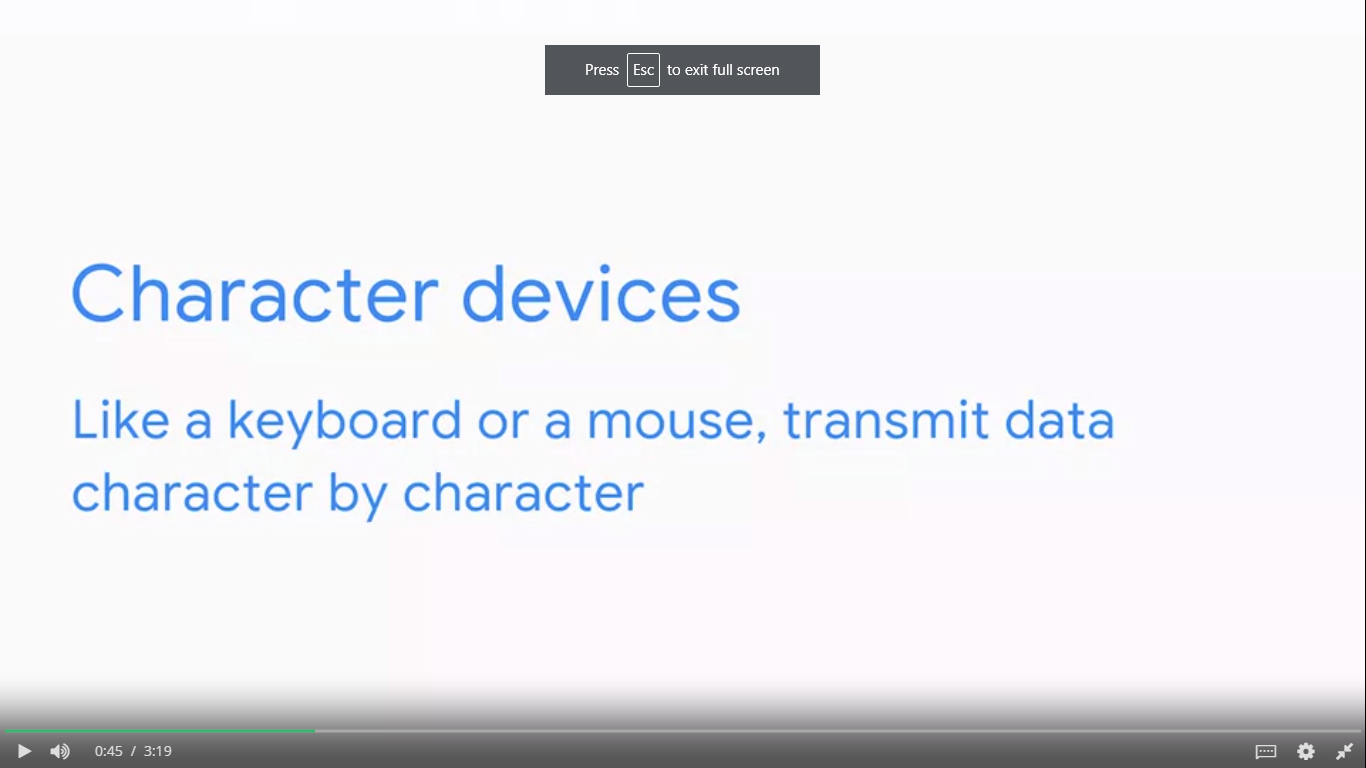 Press Esc to exit full screen
Character devices
Like a keyboard or a mouse, transmit data
character by character
0:45 / 3:19